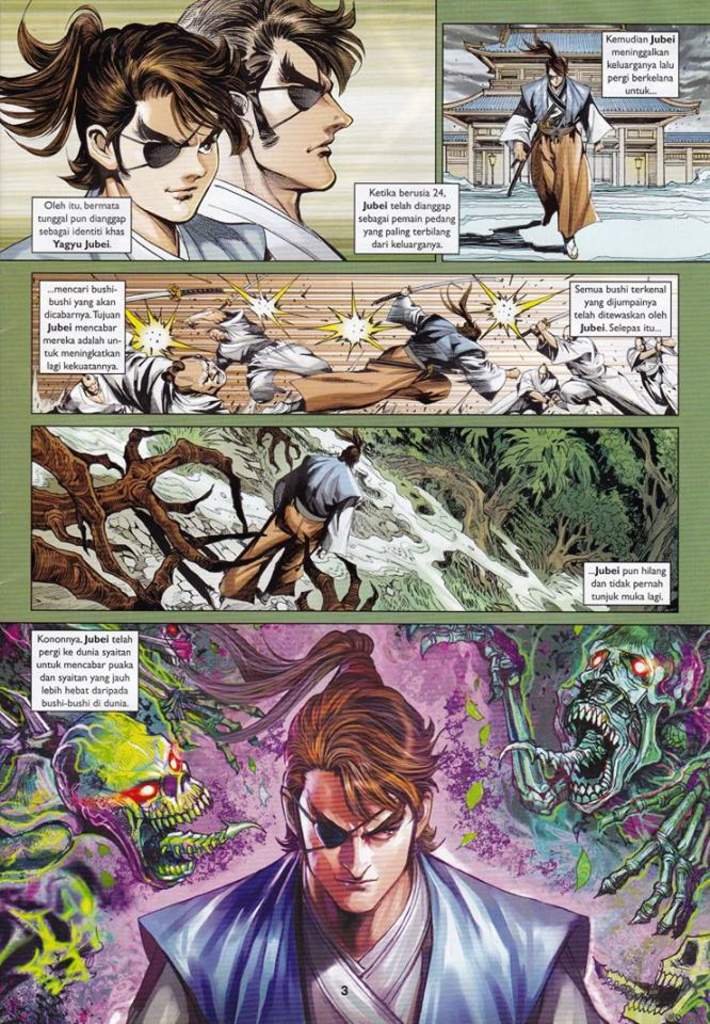 Oleh itu, bermata
tunggal pun dianggap
sebagai identiti khas
Yagyu Jubei.
Ketika berusia 24,
Jubei telah dianggap
sebagai pemain pedang
yang paling terbilang
dari keluarganya.
Kemudian Jubei
meninggalkan
keluarganya lalu
pergi berkelana
untuk...
...mencari bushi-
bushi yang akan
dicabarnya. Tujuan
Jubei mencabar
mereka adalah
untuk meningkatkan
lagi kekuatannya.
Semua bushi terkenal
yang dijumpainya
telah ditewaskan oleh
Jubei. Selepas itu...
...Jubei pun hilang
dan tidak pernah
tunjuk muka lagi.
Kononnya, Jubei telah
pergi ke dunia syaitan
untuk mencabar puaka
dan syaitan yang jauh
lebih hebat daripada
bushi-bushi di dunia.
3